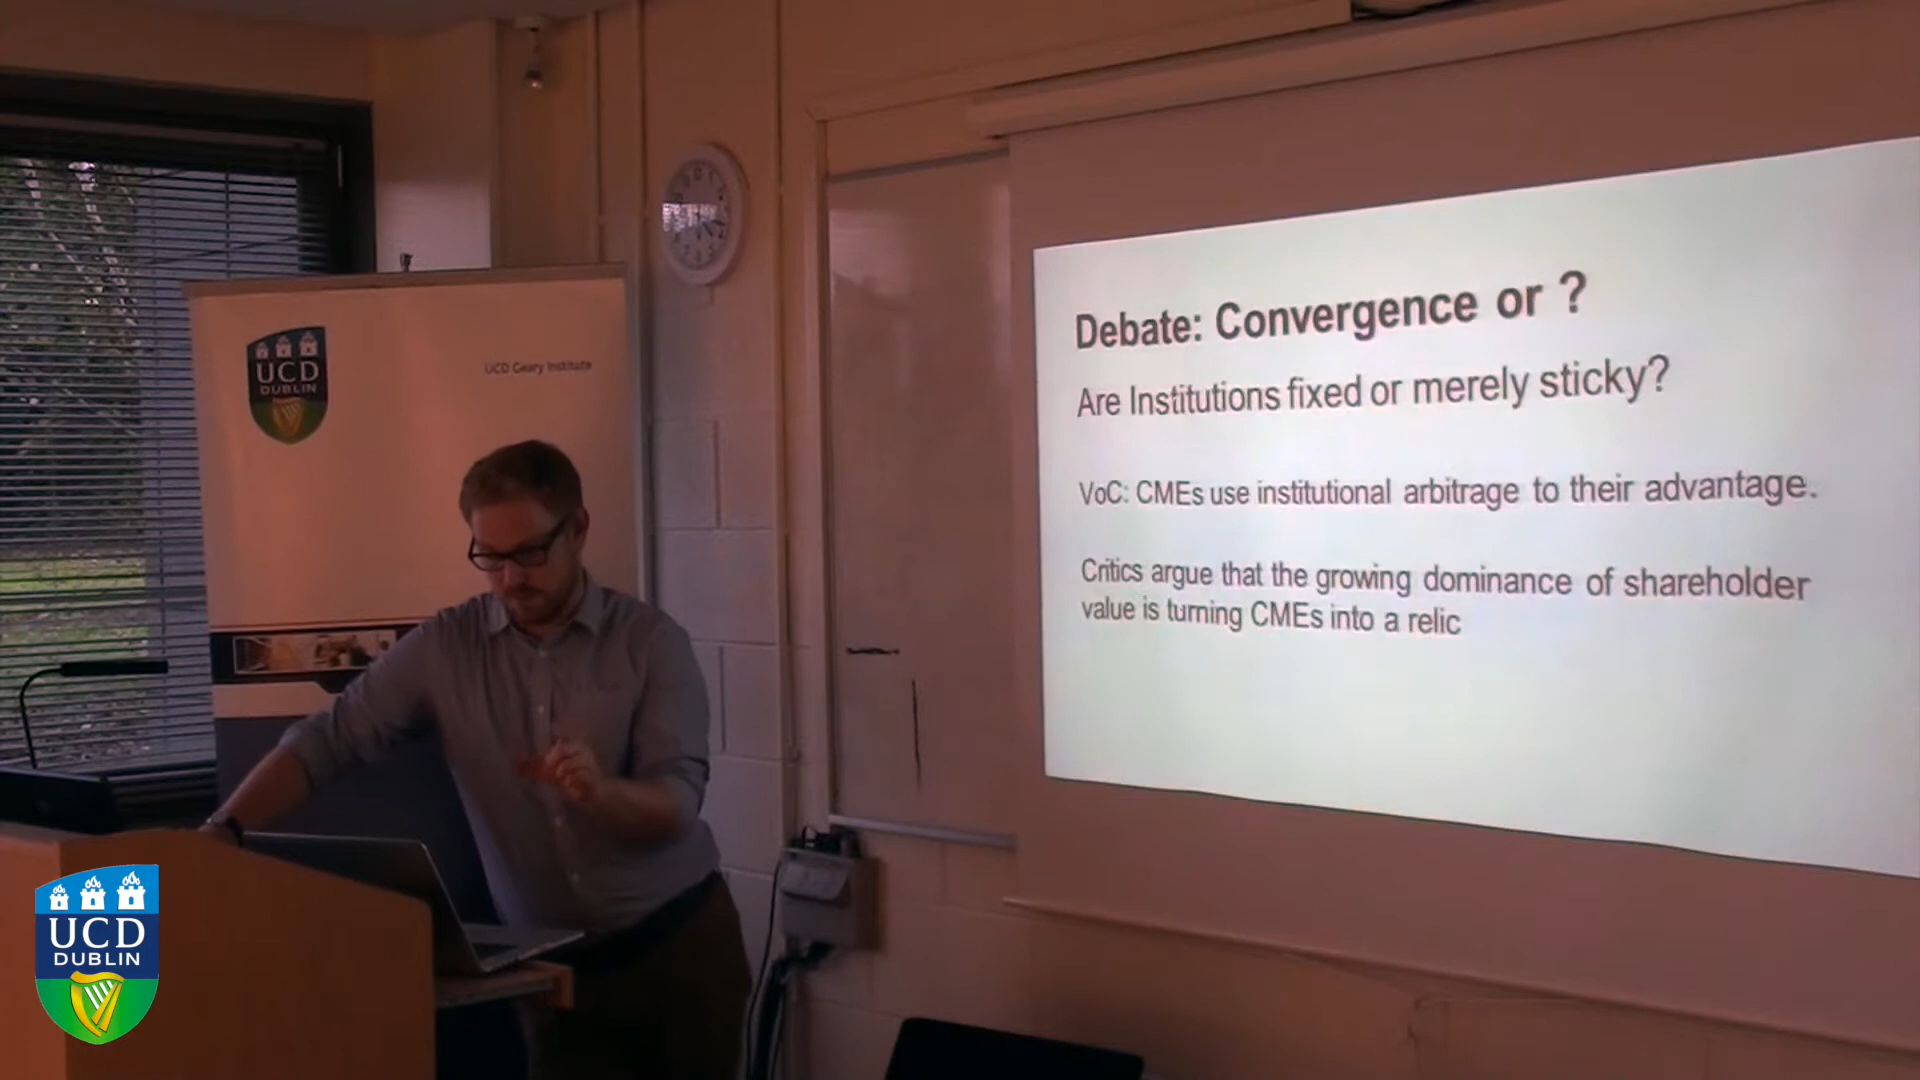 UCD
DUBLIN
UCD Geary Institute
Debate: Convergence or ?
Are Institutions fixed or merely sticky?
VoC: CMEs use institutional arbitrage to their advantage.
Critics argue that the growing dominance of shareholder
value is turning CMEs into a relic
UCD
DUBLIN